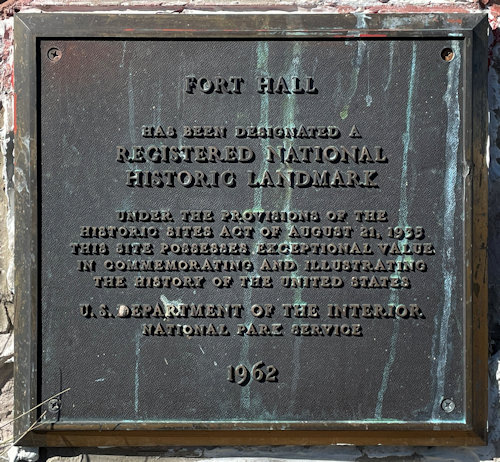 FORT HALL
HAS BEEN DESIGNATED A
REGISTERED NATIONAL
HISTORIC LANDMARK
UNDER THE PROVISIONS OF THE
HISTORIC SITES ACT OF AUGUST 21, 1935
THIS SITE POSSESSES EXCEPTIONAL VALUE
IN COMMEMORATING AND ILLUSTRATING
THE HISTORY OF THE UNITED STATES
U.S. DEPARTMENT OF THE INTERIOR
NATIONAL PARK SERVICE
1962